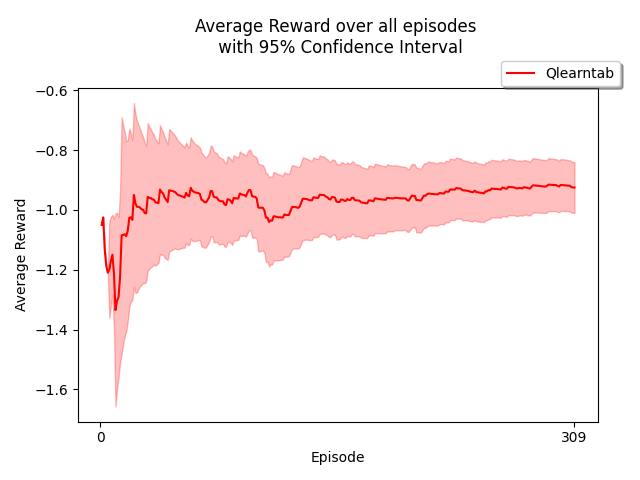 Average Reward over all episodes
with 95% Confidence Interval
Qlearntab
−0.6
−0.8
−1.0
−1.2
−1.4
−1.6
Average Reward
0
309
Episode